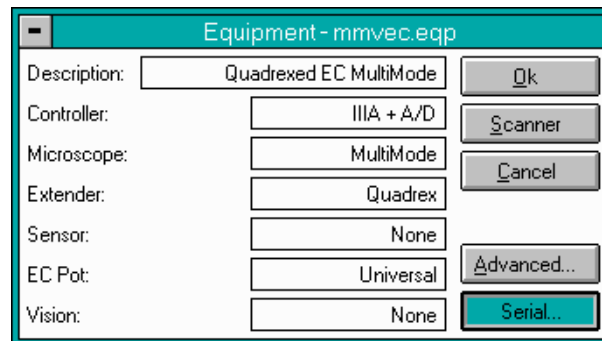 Equipment - mmvec.eqp
Description: Quadrexed EC MultiMode Ok
Controller: IIIA + A/D Scanner
Microscope: MultiMode Cancel
Extender: Quadrex
Sensor: None
EC Pot: Universal Advanced...
Vision: None Serial...